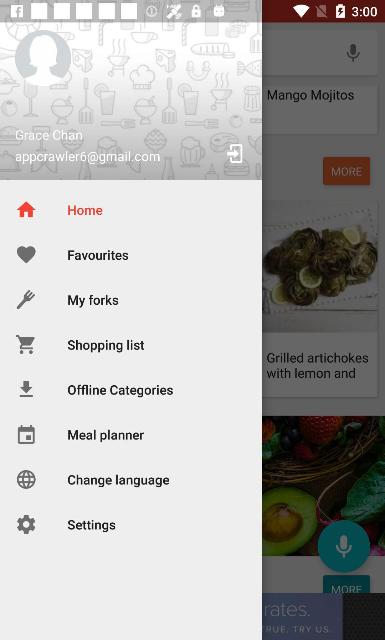 3:00
Mango Mojitos
Grace Chan
appcrawler6@gmail.com
MORE
Home
Favourites
My forks
Shopping list
Grilled artichokes
with lemon and
Offline Categories
Meal planner
Change language
Settings
MORE
rates.
RUE. TRY US.